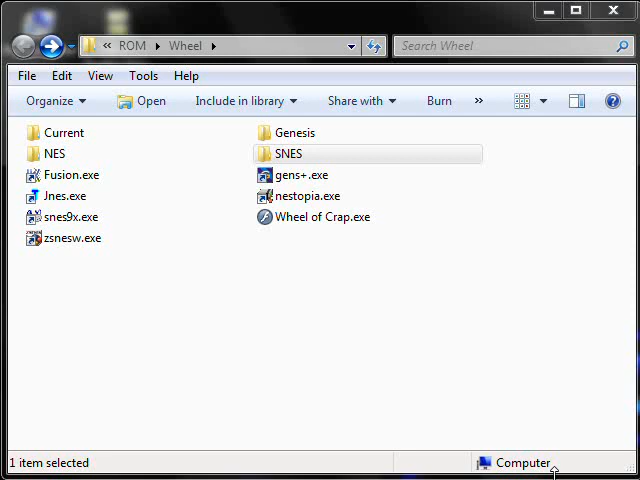 « ROM Wheel Search Wheel
File Edit View Tools Help
Organize Open Include in library Share with Burn »
Current Genesis
NES SNES
Fusion.exe gens+.exe
Jnes.exe nestopia.exe
snes9x.exe Wheel of Crap.exe
zsnesw.exe
1 item selected Computer